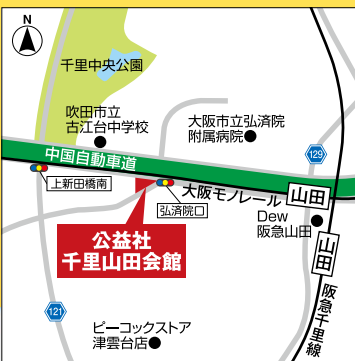 N
千里中央公園
吹田市立
古江台中学校
大阪市立弘済院
附属病院
中国自動車道
129
上新田橋南
弘済院口
大阪モノレール
山田
Dew
阪急山田
公益社
千里山田会館
山田
阪急千里線
121
ピーコックストア
津雲台店